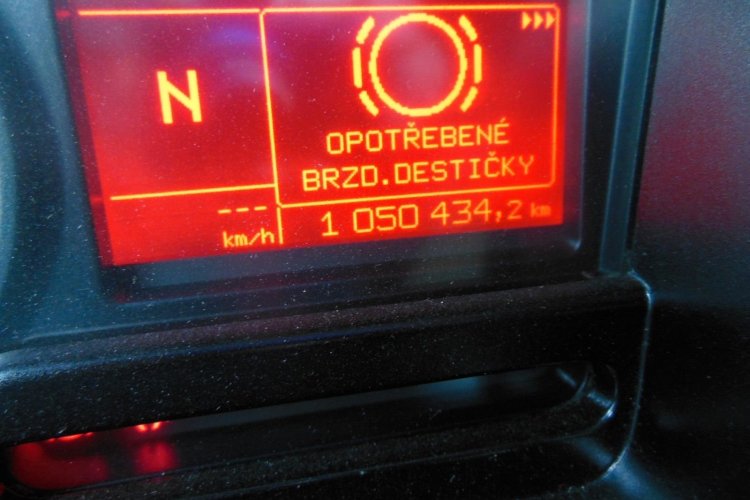 N
OPOTŘEBENÉ
BRZD.DESTIČKY
--- 1 050 434,2 km
km/h